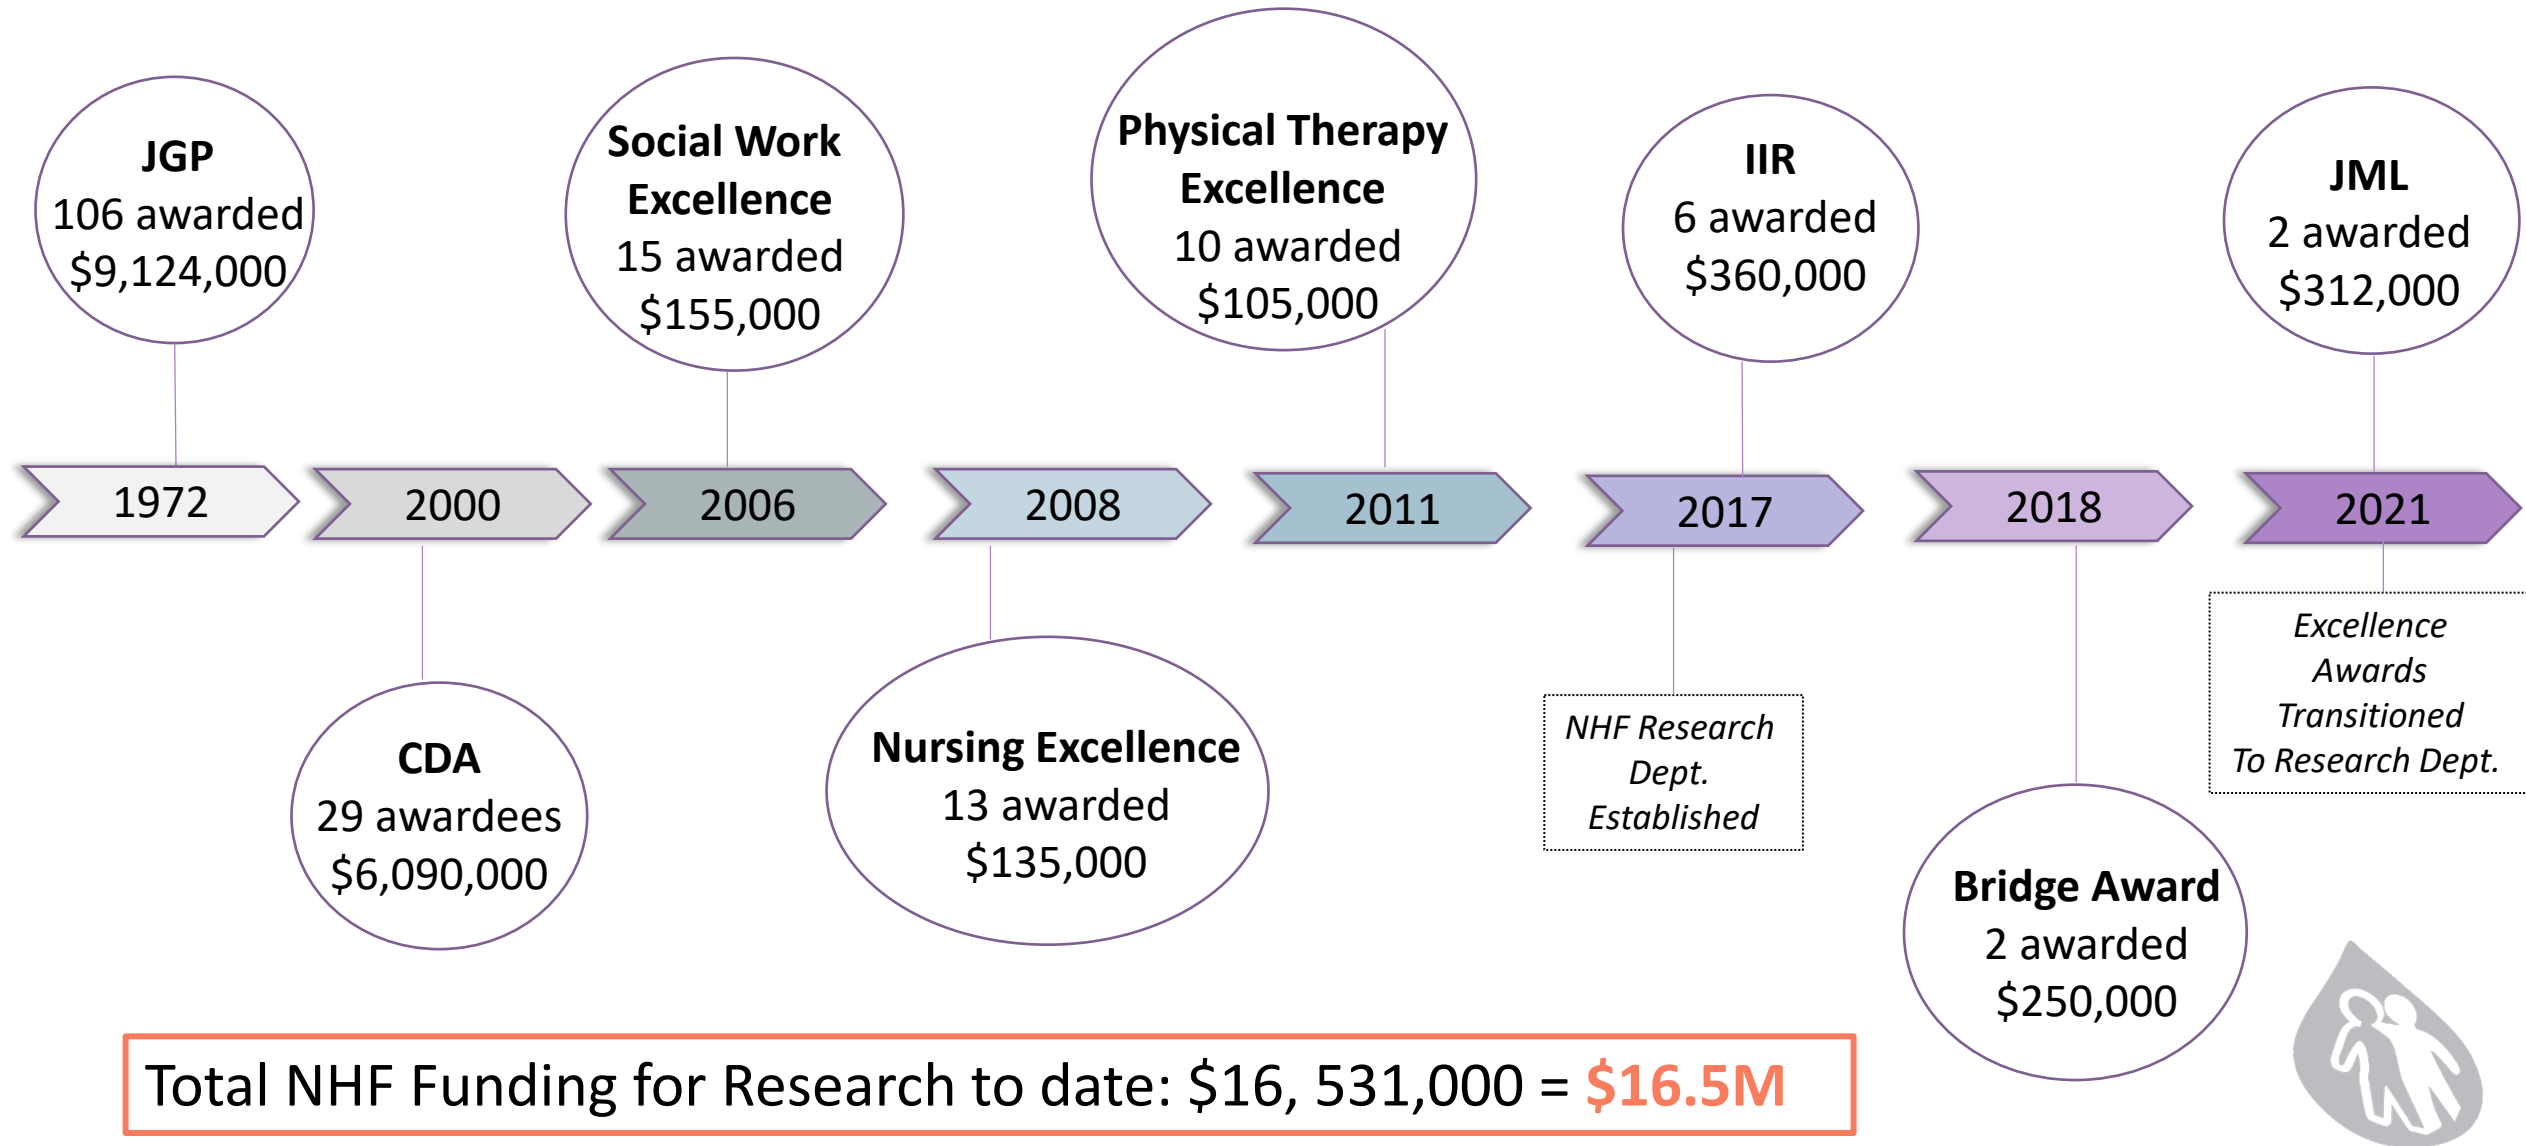 JGP
106 awarded
$9,124,000
Social Work
Excellence
15 awarded
$155,000
Physical Therapy
Excellence
10 awarded
$105,000
IIR
6 awarded
$360,000
JML
2 awarded
$312,000
1972
2000
2006
2008
2011
2017
2018
2021
CDA
29 awardees
$6,090,000
Nursing Excellence
13 awarded
$135,000
NHF Research
Dept.
Established
Bridge Award
2 awarded
$250,000
Excellence
Awards
Transitioned
To Research Dept.
Total NHF Funding for Research to date: $16, 531,000 = $16.5M